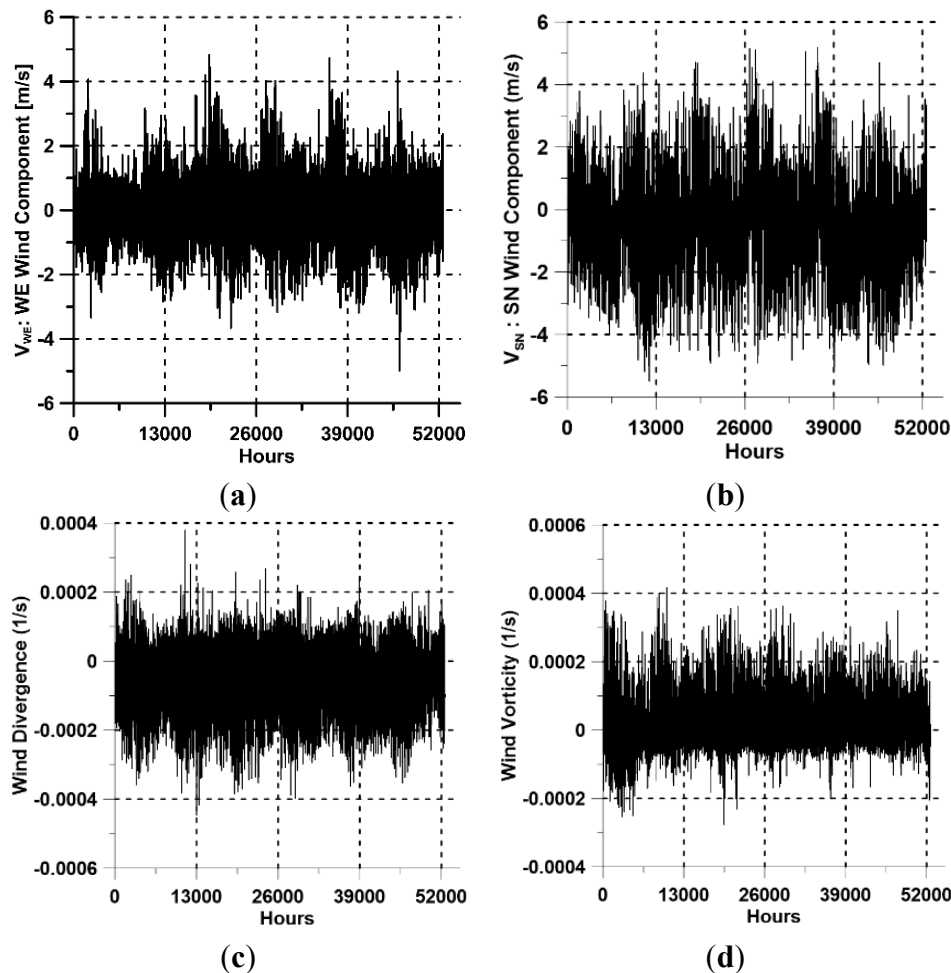 6
4
2
0
-2
-4
-6
V_WE: WE Wind Component [m/s]
0 13000 26000 39000 52000
Hours
(a)
6
4
2
0
-2
-4
-6
V_SN : SN Wind Component (m/s)
0 13000 26000 39000 52000
Hours
(b)
0.0004
0.0002
0
-0.0002
-0.0004
-0.0006
Wind Divergence (1/s)
0 13000 26000 39000 52000
Hours
(c)
0.0006
0.0004
0.0002
0
-0.0002
-0.0004
Wind Vorticity (1/s)
0 13000 26000 39000 52000
Hours
(d)